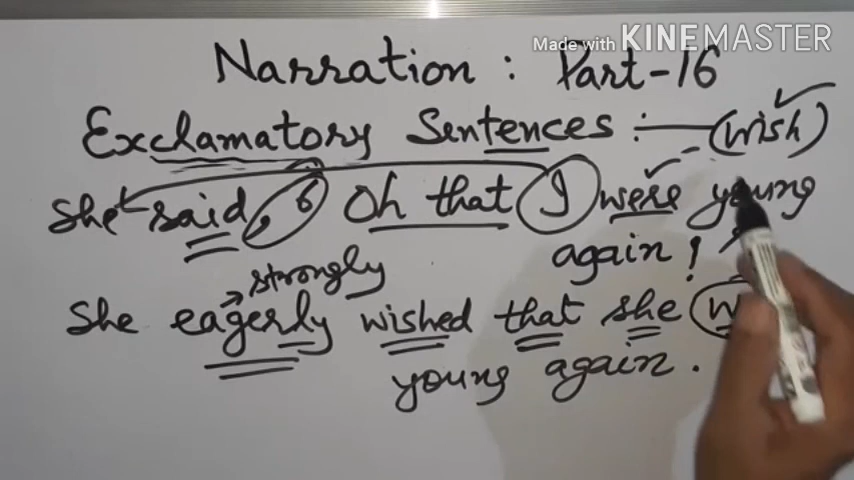 Made with KINEMASTER
Narration : Part-16
Exclamatory Sentences :— (wish)
She said, ' Oh that I were young
again!
strongly
She eagerly wished that she
young again.